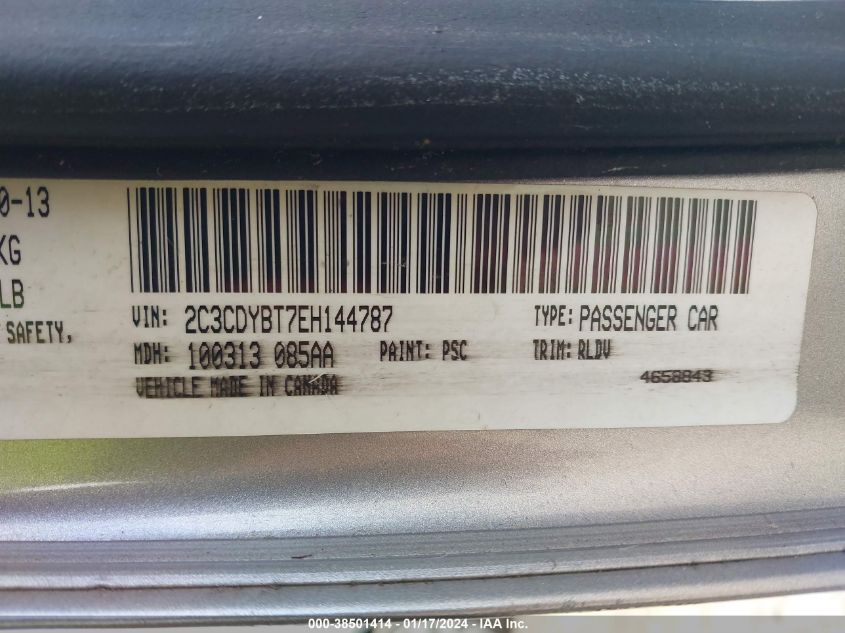 0-13
KG
LB
SAFETY,
VIN: 2C3CDYBT7EH144787 TYPE: PASSENGER CAR
MDH: 100313 085AA PAINT: PSC TRIM: RLDV
VEHICLE MADE IN CANADA 4658843
000-38501414 - 01/17/2024 - © IAA Inc.